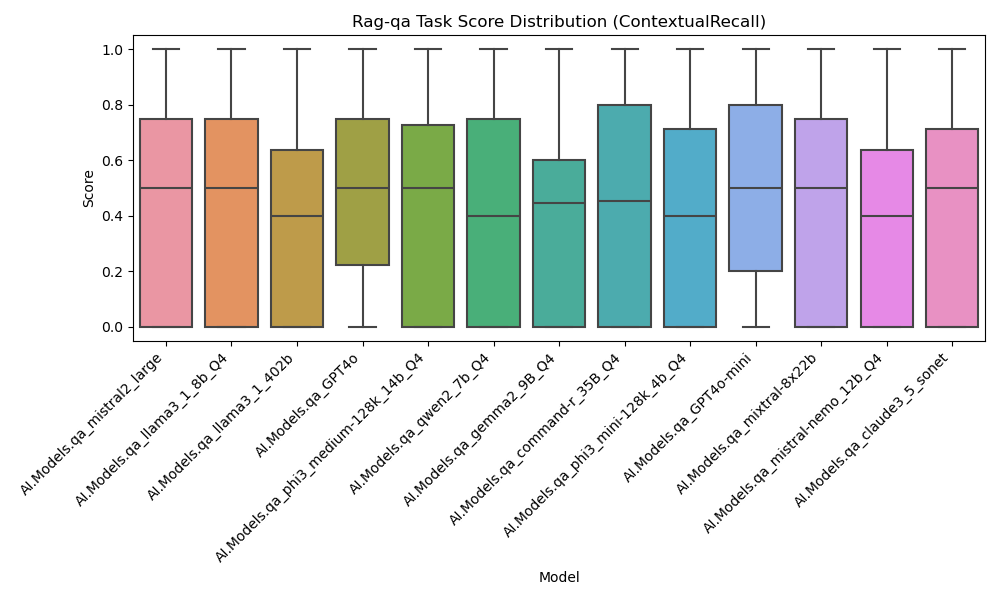 Rag-qa Task Score Distribution (ContextualRecall)
1.0
0.8
0.6
0.4
0.2
0.0
Score
AI.Models.qa_mistral2_large
AI.Models.qa_llama3_1_8b_Q4
AI.Models.qa_llama3_1_402b
AI.Models.qa_GPT4o
AI.Models.qa_phi3_medium-128k_14b_Q4
AI.Models.qa_qwen2_7b_Q4
AI.Models.qa_gemma2_9B_Q4
AI.Models.qa_command-r_35B_Q4
AI.Models.qa_phi3_mini-128k_4b_Q4
AI.Models.qa_GPT4o-mini
AI.Models.qa_mixtral-8x22b
AI.Models.qa_mistral-nemo_12b_Q4
AI.Models.qa_claude3_5_sonet
Model